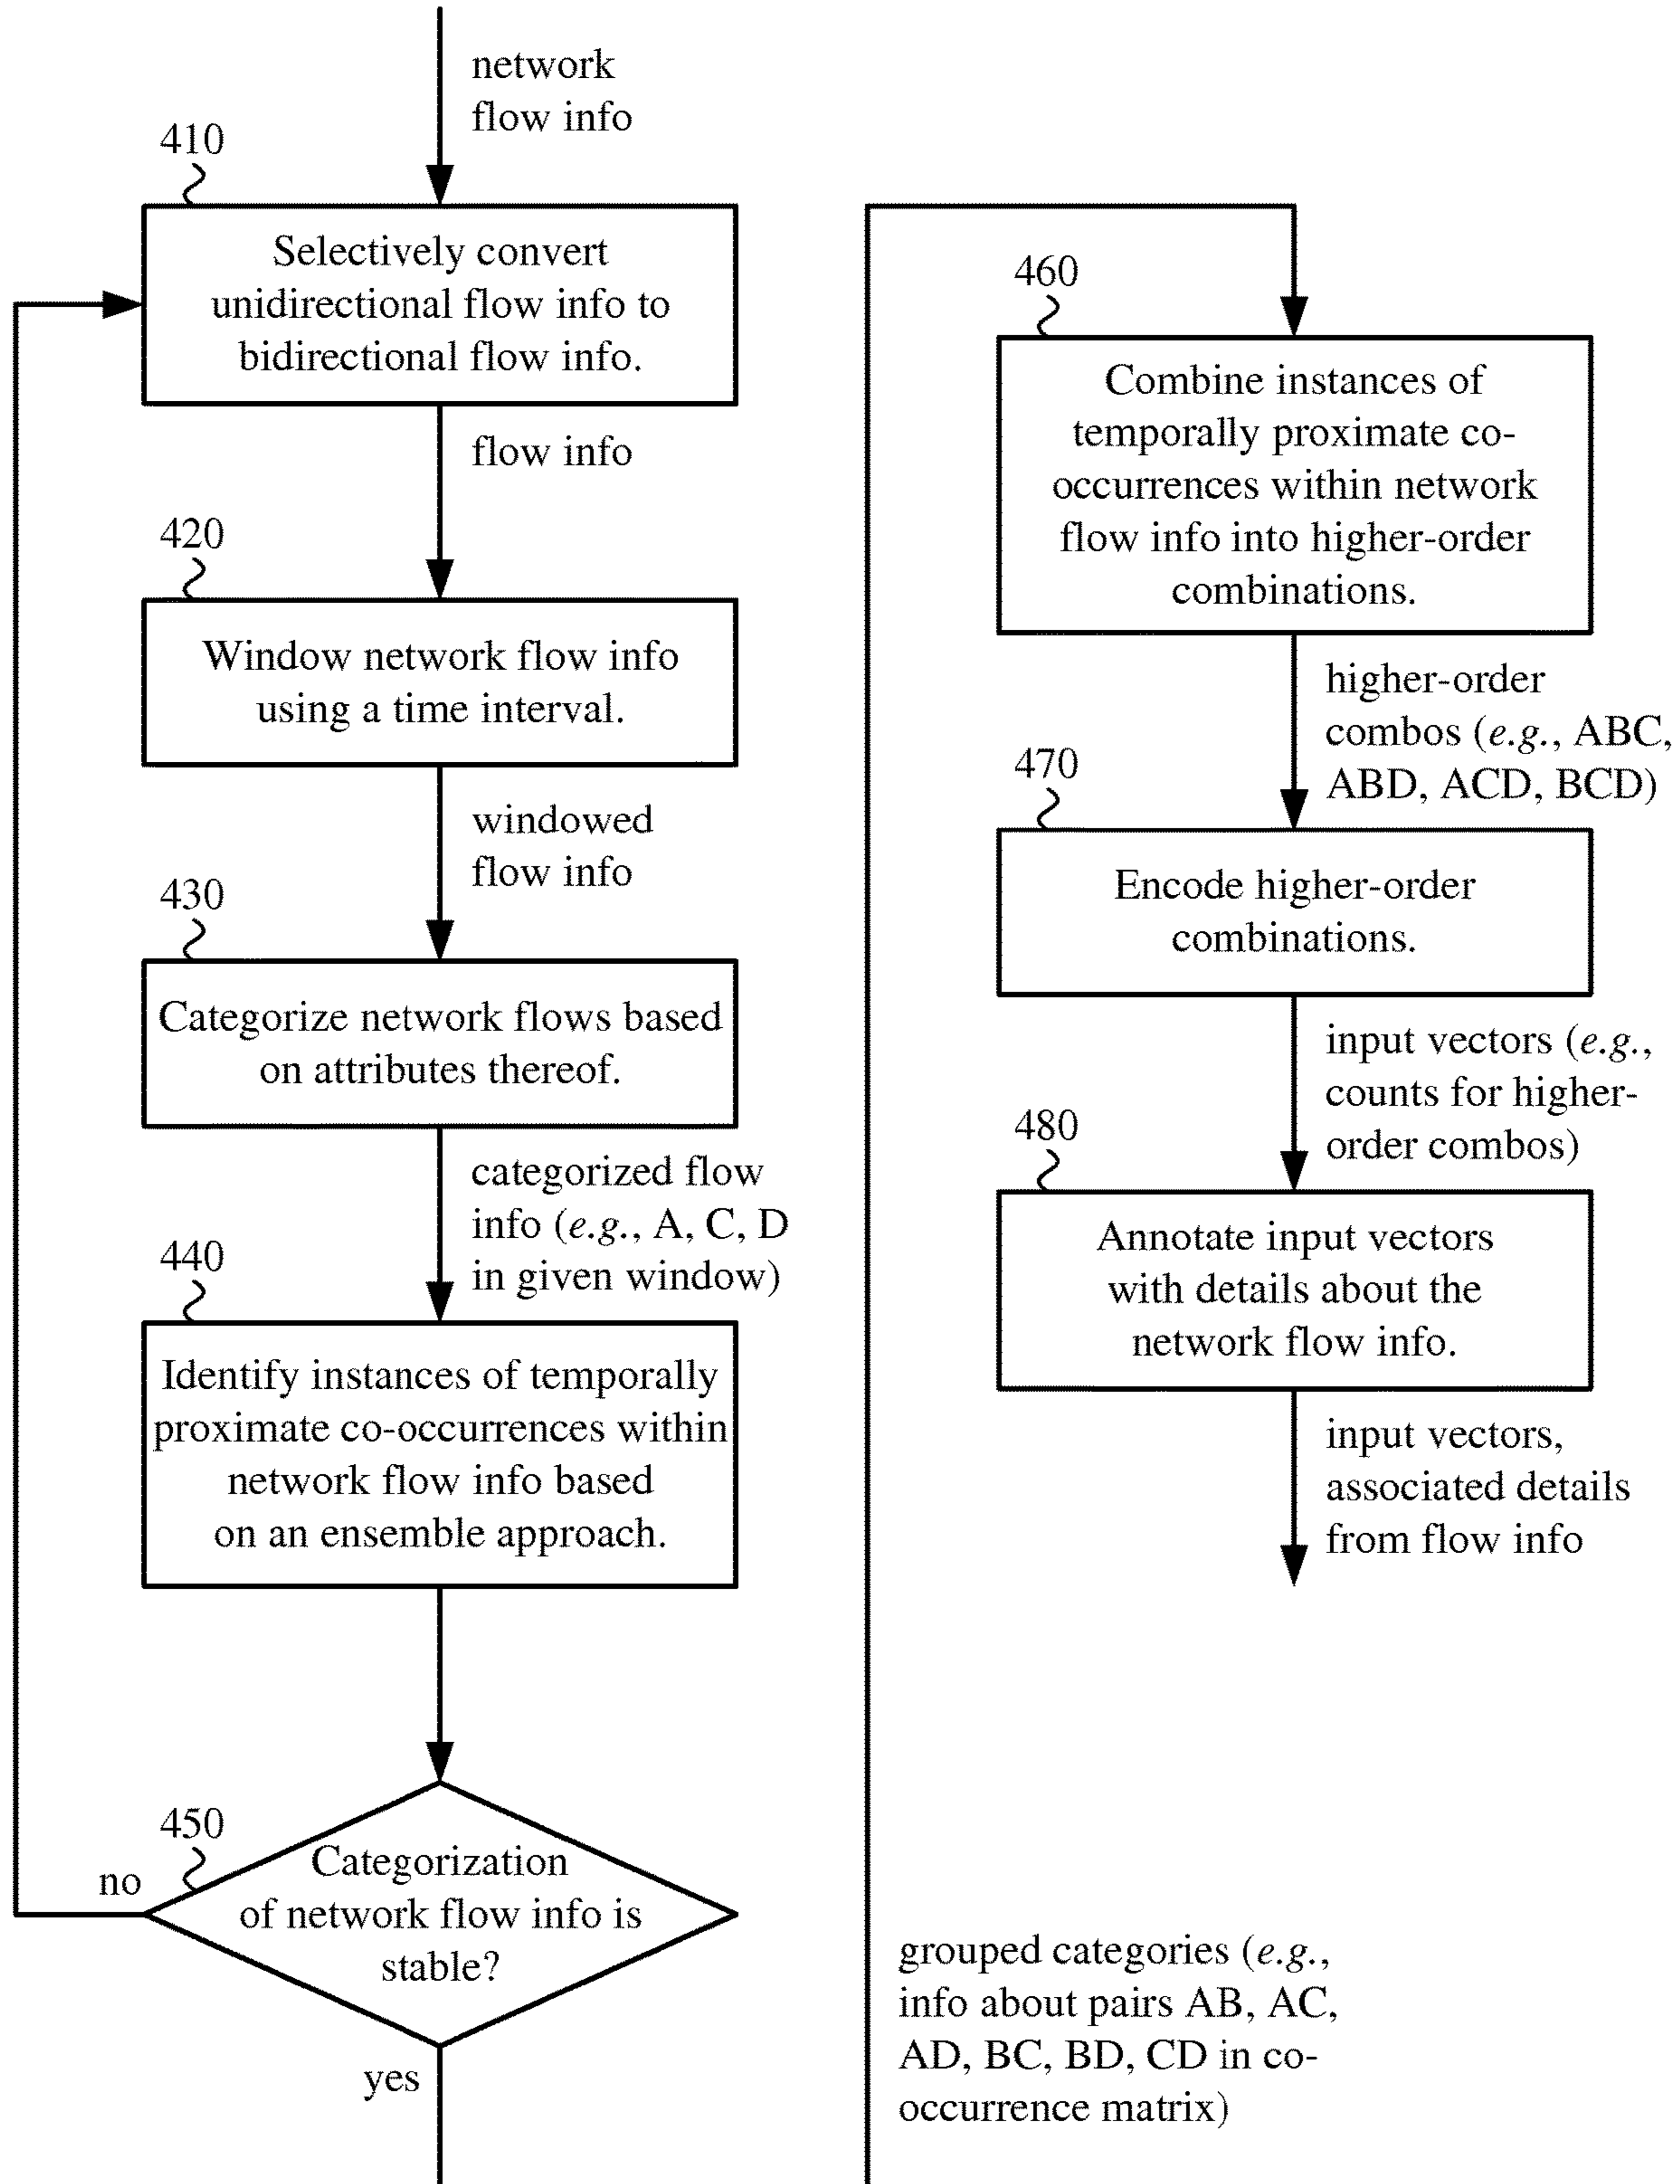 network
flow info
410
Selectively convert
unidirectional flow info to
bidirectional flow info.
flow info
420
Window network flow info
using a time interval.
windowed
flow info
430
Categorize network flows based
on attributes thereof.
categorized flow
info (e.g., A, C, D
in given window)
440
Identify instances of temporally
proximate co-occurrences within
network flow info based
on an ensemble approach.
450
no
Categorization
of network flow info is
stable?
yes
grouped categories (e.g.,
info about pairs AB, AC,
AD, BC, BD, CD in co-
occurrence matrix)
460
Combine instances of
temporally proximate co-
occurrences within network
flow info into higher-order
combinations.
higher-order
combos (e.g., ABC,
ABD, ACD, BCD)
470
Encode higher-order
combinations.
input vectors (e.g.,
counts for higher-
order combos)
480
Annotate input vectors
with details about the
network flow info.
input vectors,
associated details
from flow info